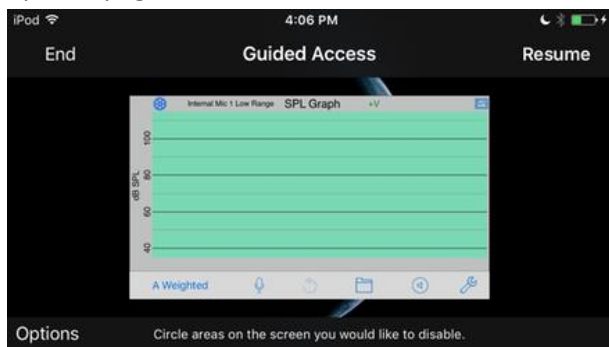 iPod 4:06 PM
End Guided Access Resume
Internal Mic 1 Low Range SPL Graph +V
100
80
dB SPL
60
40
A Weighted
Options Circle areas on the screen you would like to disable.